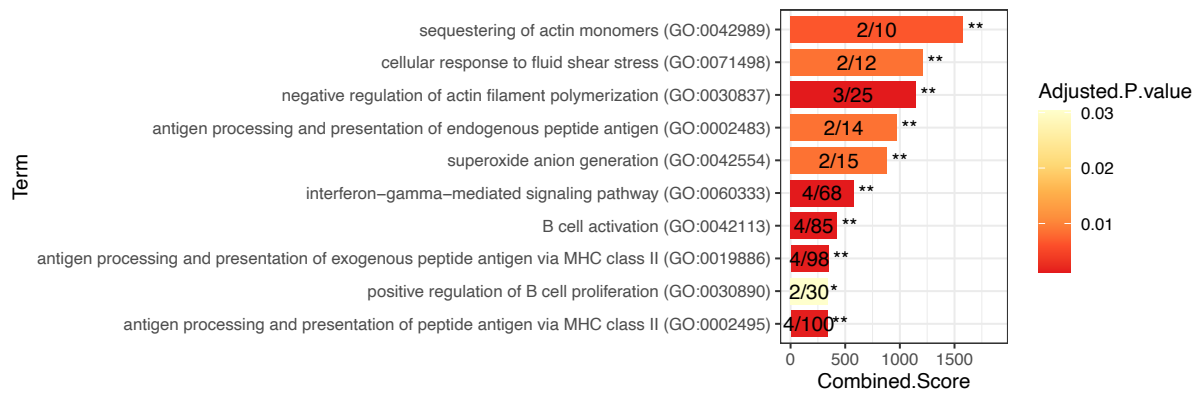 sequestering of actin monomers (GO:0042989) 2/10 **
cellular response to fluid shear stress (GO:0071498) 2/12 **
negative regulation of actin filament polymerization (GO:0030837) 3/25 **
antigen processing and presentation of endogenous peptide antigen (GO:0002483) 2/14 **
superoxide anion generation (GO:0042554) 2/15 **
interferon−gamma−mediated signaling pathway (GO:0060333) 4/68 **
B cell activation (GO:0042113) 4/85 **
antigen processing and presentation of exogenous peptide antigen via MHC class II (GO:0019886) 4/98 **
positive regulation of B cell proliferation (GO:0030890) 2/30 *
antigen processing and presentation of peptide antigen via MHC class II (GO:0002495) 4/100 **
0 500 1000 1500
Combined.Score
Term
Adjusted.P.value
0.03
0.02
0.01